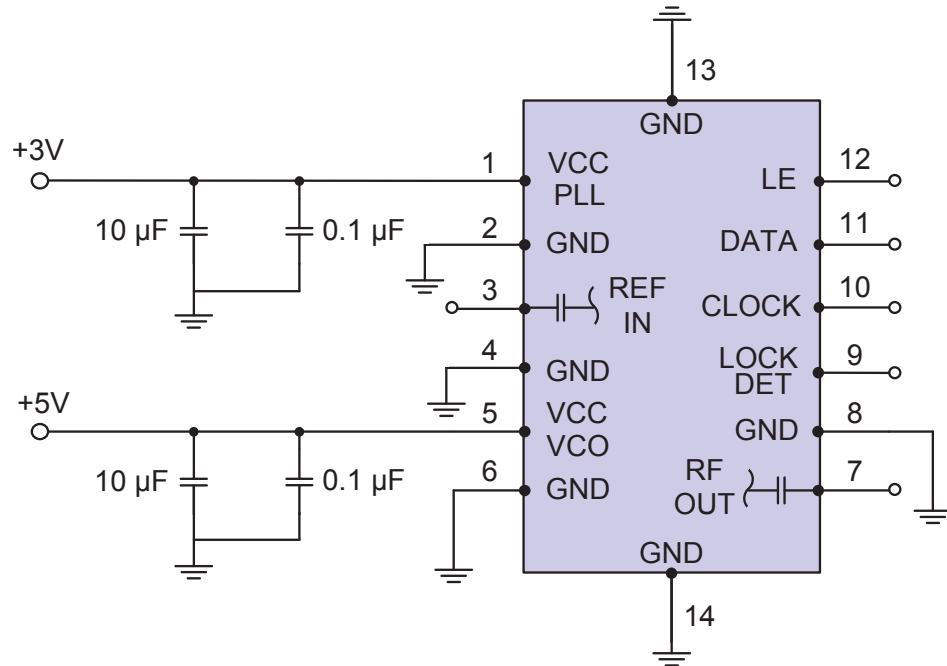 13
GND
+3V
1
VCC
PLL
12
LE
10 µF
0.1 µF
2
GND
11
DATA
3
REF
IN
10
CLOCK
4
GND
9
LOCK
DET
+5V
5
VCC
VCO
8
GND
10 µF
0.1 µF
6
GND
7
RF
OUT
GND
14